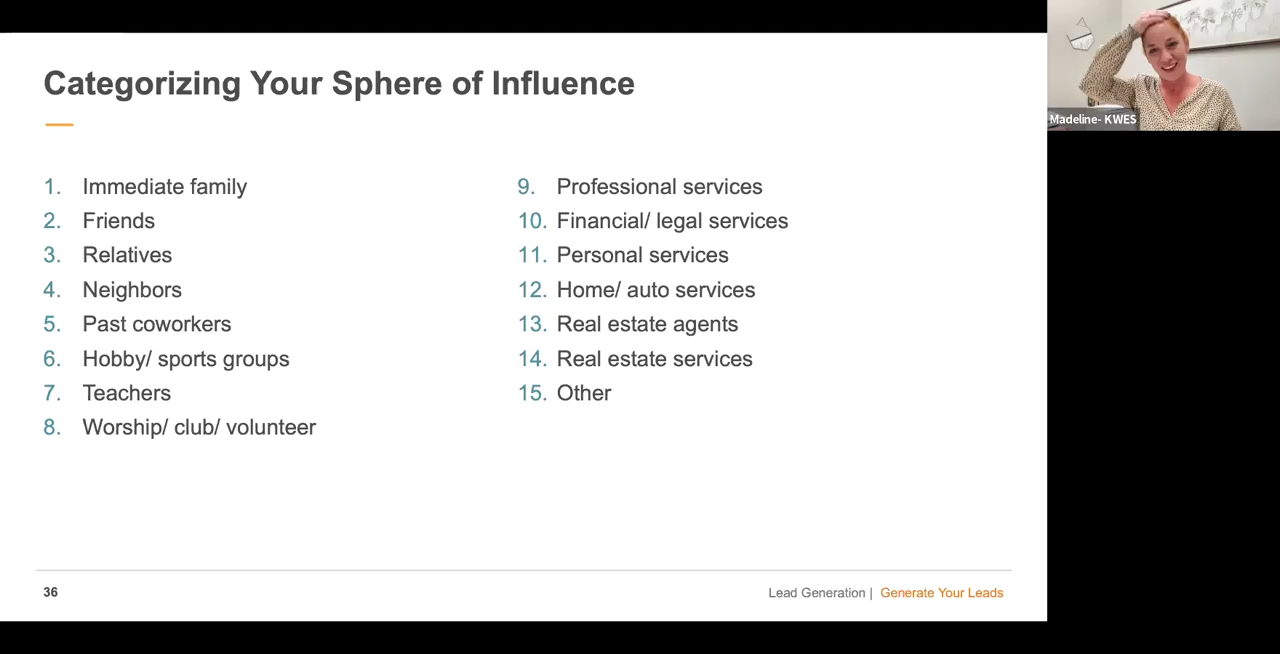 Categorizing Your Sphere of Influence
1. Immediate family
2. Friends
3. Relatives
4. Neighbors
5. Past coworkers
6. Hobby/ sports groups
7. Teachers
8. Worship/ club/ volunteer
9. Professional services
10. Financial/ legal services
11. Personal services
12. Home/ auto services
13. Real estate agents
14. Real estate services
15. Other
36
Lead Generation | Generate Your Leads
Madeline- KWES